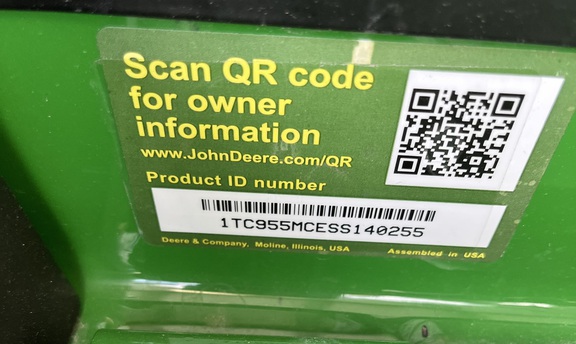 Scan QR code
for owner
information
www.JohnDeere.com/QR
Product ID number
1TC955MCESS140255
Deere & Company, Moline, Illinois, USA
Assembled in USA